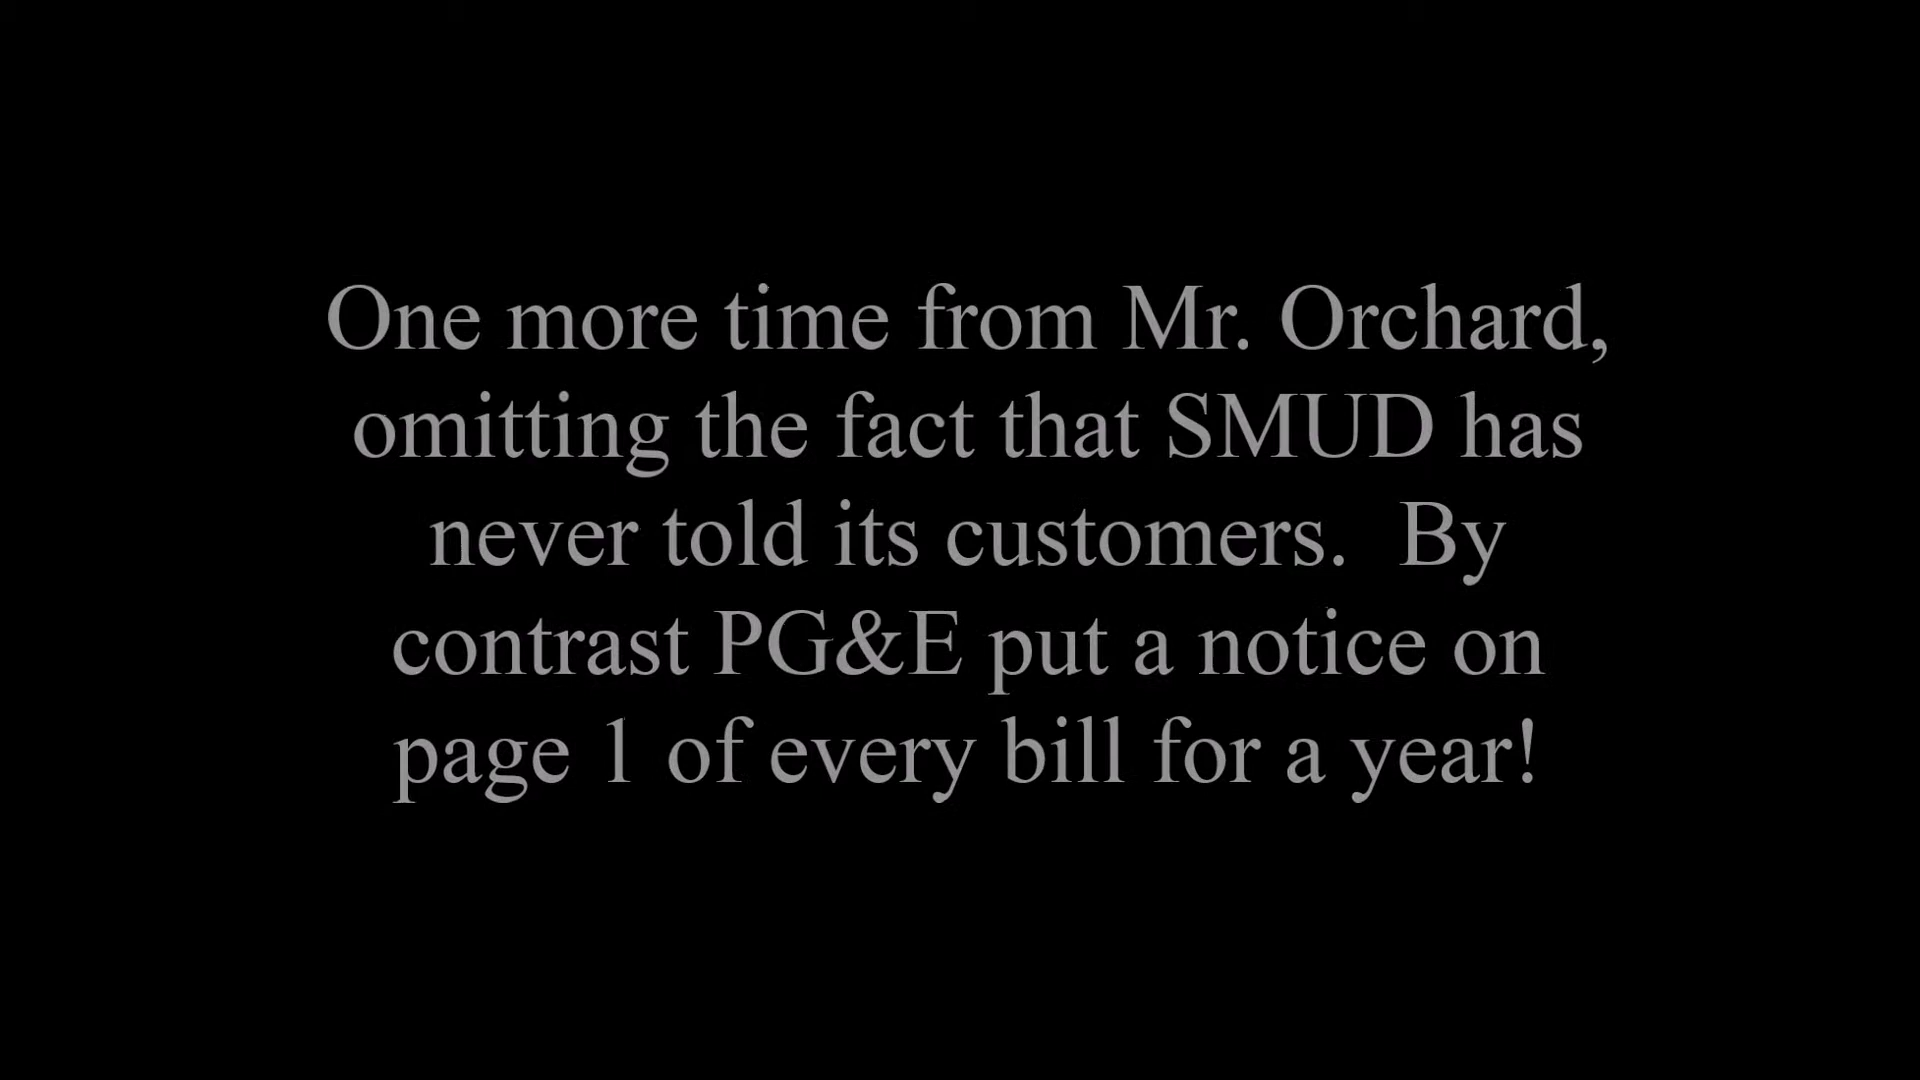 One more time from Mr. Orchard,
omitting the fact that SMUD has
never told its customers.  By
contrast PG&E put a notice on
page 1 of every bill for a year!